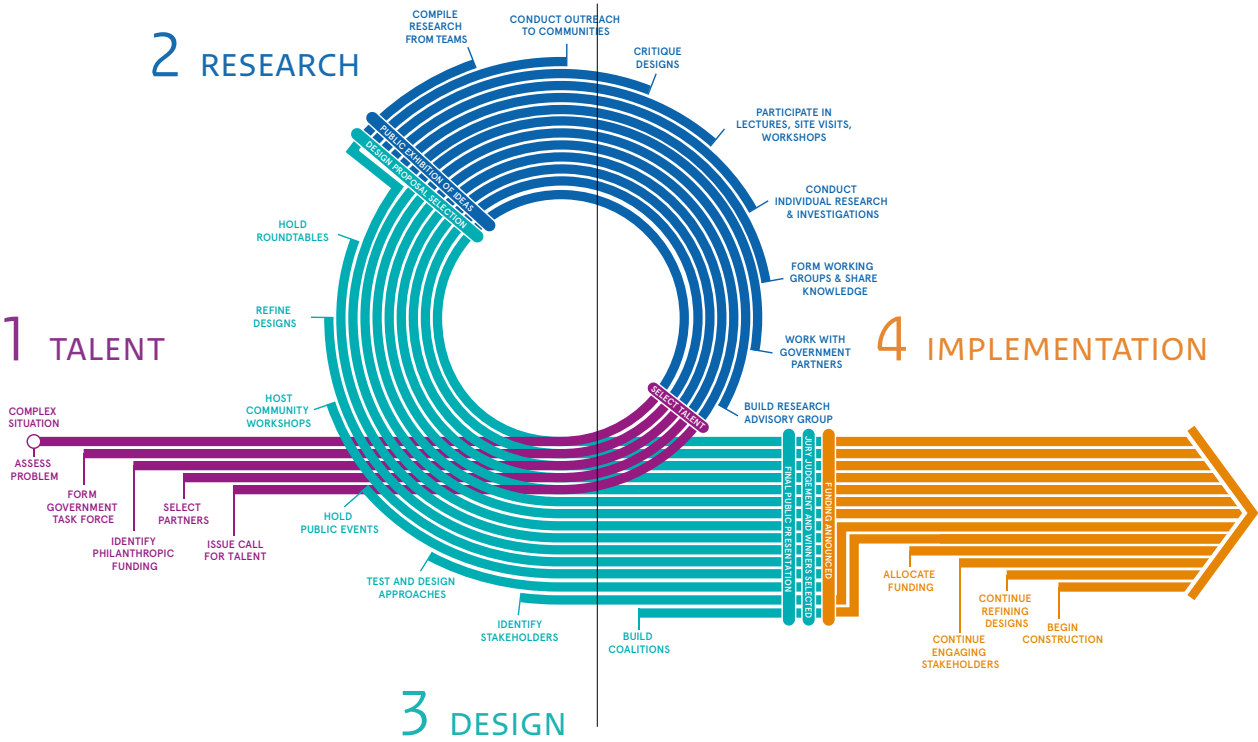 2 RESEARCH
COMPILE
RESEARCH
FROM TEAMS
CONDUCT OUTREACH
TO COMMUNITIES
CRITIQUE
DESIGNS
PARTICIPATE IN
LECTURES, SITE VISITS,
WORKSHOPS
CONDUCT
INDIVIDUAL RESEARCH
& INVESTIGATIONS
FORM WORKING
GROUPS & SHARE
KNOWLEDGE
WORK WITH
GOVERNMENT
PARTNERS
BUILD RESEARCH
ADVISORY GROUP
PUBLIC EXHIBITION OF IDEAS
DESIGN PROPOSAL SELECTION
HOLD
ROUNDTABLES
REFINE
DESIGNS
HOST
COMMUNITY
WORKSHOPS
1 TALENT
COMPLEX
SITUATION
ASSESS
PROBLEM
FORM
GOVERNMENT
TASK FORCE
IDENTIFY
PHILANTHROPIC
FUNDING
SELECT
PARTNERS
ISSUE CALL
FOR TALENT
SELECT TALENT
HOLD
PUBLIC EVENTS
TEST AND DESIGN
APPROACHES
IDENTIFY
STAKEHOLDERS
BUILD
COALITIONS
3 DESIGN
FINAL PUBLIC PRESENTATION
JURY JUDGEMENT AND WINNERS SELECTED
FUNDING ANNOUNCED
4 IMPLEMENTATION
ALLOCATE
FUNDING
CONTINUE
ENGAGING
STAKEHOLDERS
CONTINUE
REFINING
DESIGNS
BEGIN
CONSTRUCTION